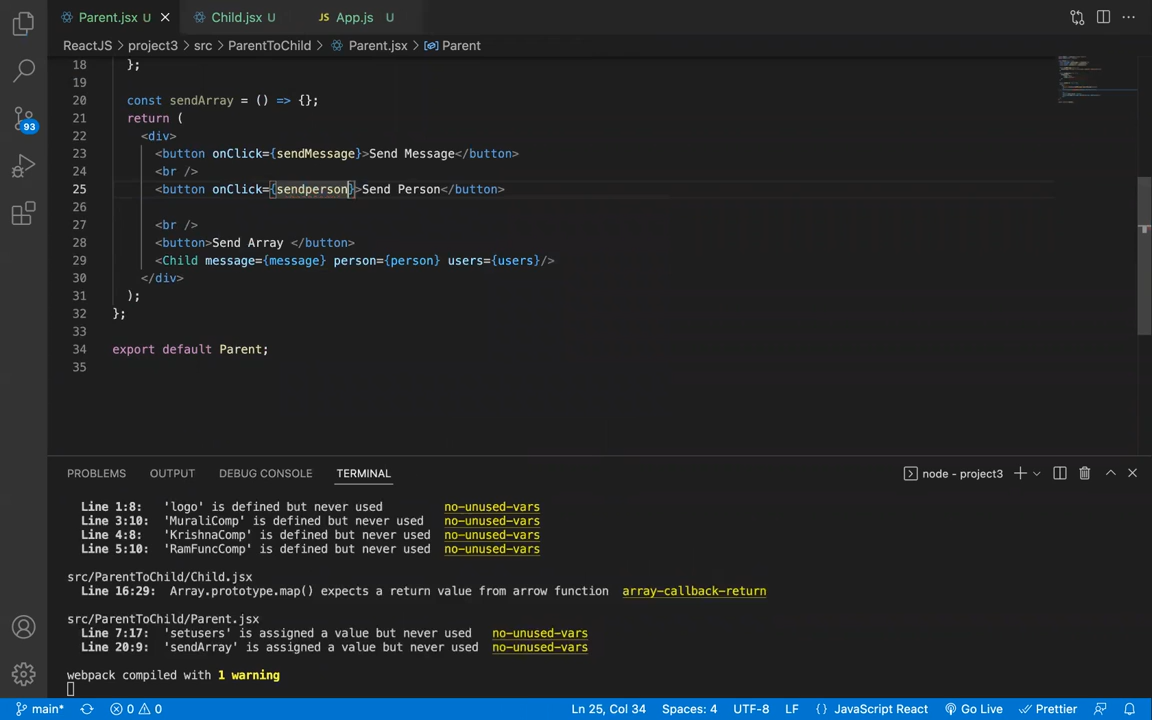 Parent.jsx U
Child.jsx U
JS App.js U
ReactJS > project3 > src > ParentToChild > Parent.jsx > Parent
18 };
19
20 const sendArray = () => {};
21 return (
22 <div>
23 <button onClick={sendMessage}>Send Message</button>
24 <br />
25 <button onClick={sendperson}>Send Person</button>
26
27 <br />
28 <button>Send Array </button>
29 <Child message={message} person={person} users={users}/>
30 </div>
31 );
32 };
33
34 export default Parent;
35
93
PROBLEMS OUTPUT DEBUG CONSOLE TERMINAL
node - project3
Line 1:8: 'logo' is defined but never used no-unused-vars
Line 3:10: 'MuraliComp' is defined but never used no-unused-vars
Line 4:8: 'KrishnaComp' is defined but never used no-unused-vars
Line 5:10: 'RamFuncComp' is defined but never used no-unused-vars
src/ParentToChild/Child.jsx
Line 16:29: Array.prototype.map() expects a return value from arrow function array-callback-return
src/ParentToChild/Parent.jsx
Line 7:17: 'setusers' is assigned a value but never used no-unused-vars
Line 20:9: 'sendArray' is assigned a value but never used no-unused-vars
webpack compiled with 1 warning
main* 0 0 Ln 25, Col 34 Spaces: 4 UTF-8 LF {} JavaScript React Go Live Prettier